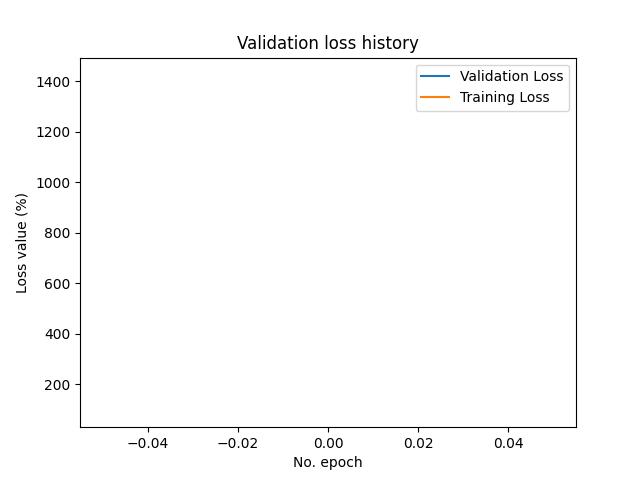 Validation loss history
Validation Loss
Training Loss
1400
1200
1000
800
600
400
200
Loss value (%)
−0.04 −0.02 0.00 0.02 0.04
No. epoch